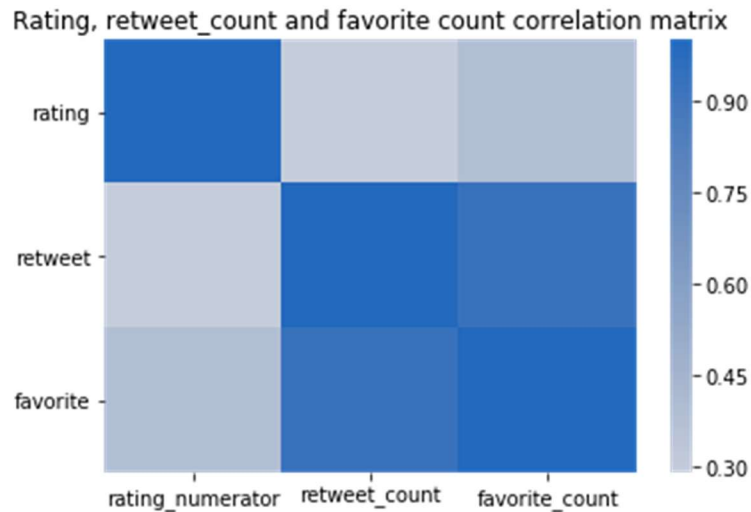 Rating, retweet_count and favorite count correlation matrix
rating
retweet
favorite
rating_numerator
retweet_count
favorite_count
0.90
0.75
0.60
0.45
0.30